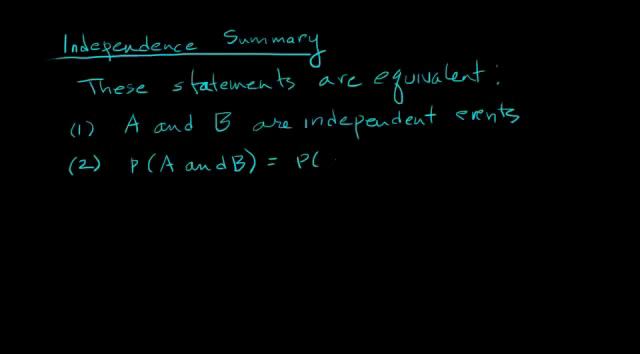 Independence Summary
These statements are equivalent:
(1) A and B are independent events
(2) P(A and B) = P(